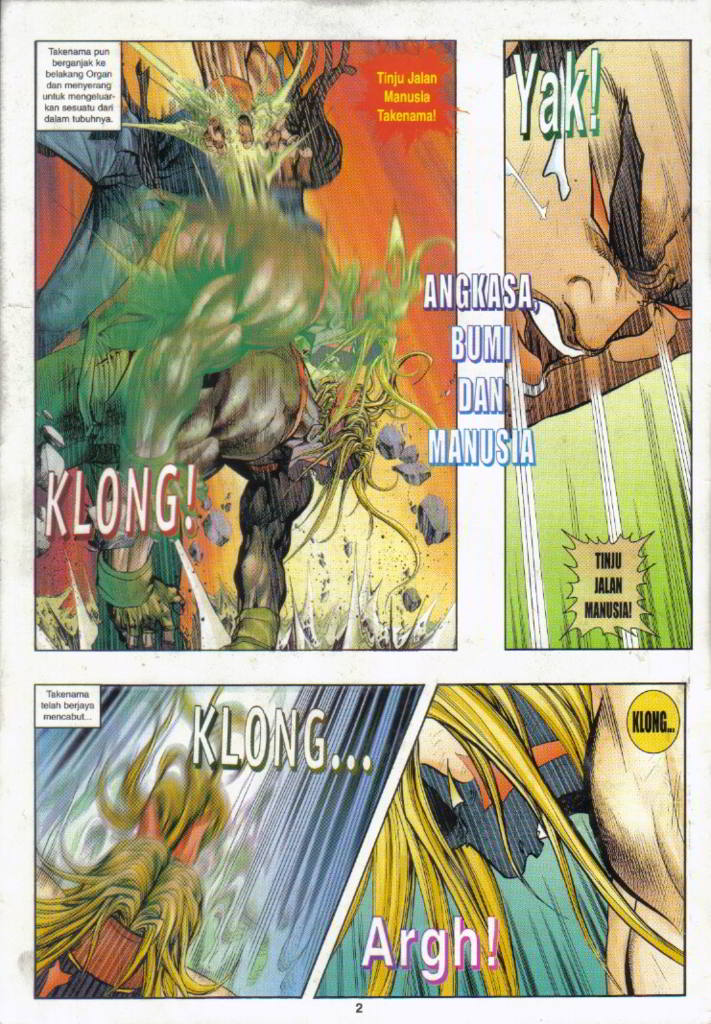 Takenama pun
berganjak ke
belakang Organ
dan menyerang
untuk mengeluar-
kan sesuatu dari
dalam tubuhnya.
Tinju Jalan
Manusia
Takenama!
Yak!
ANGKASA,
BUMI
DAN
MANUSIA
KLONG!
TINJU
JALAN
MANUSIA!
Takenama
telah berjaya
mencabut...
KLONG...
KLONG...
Argh!
2